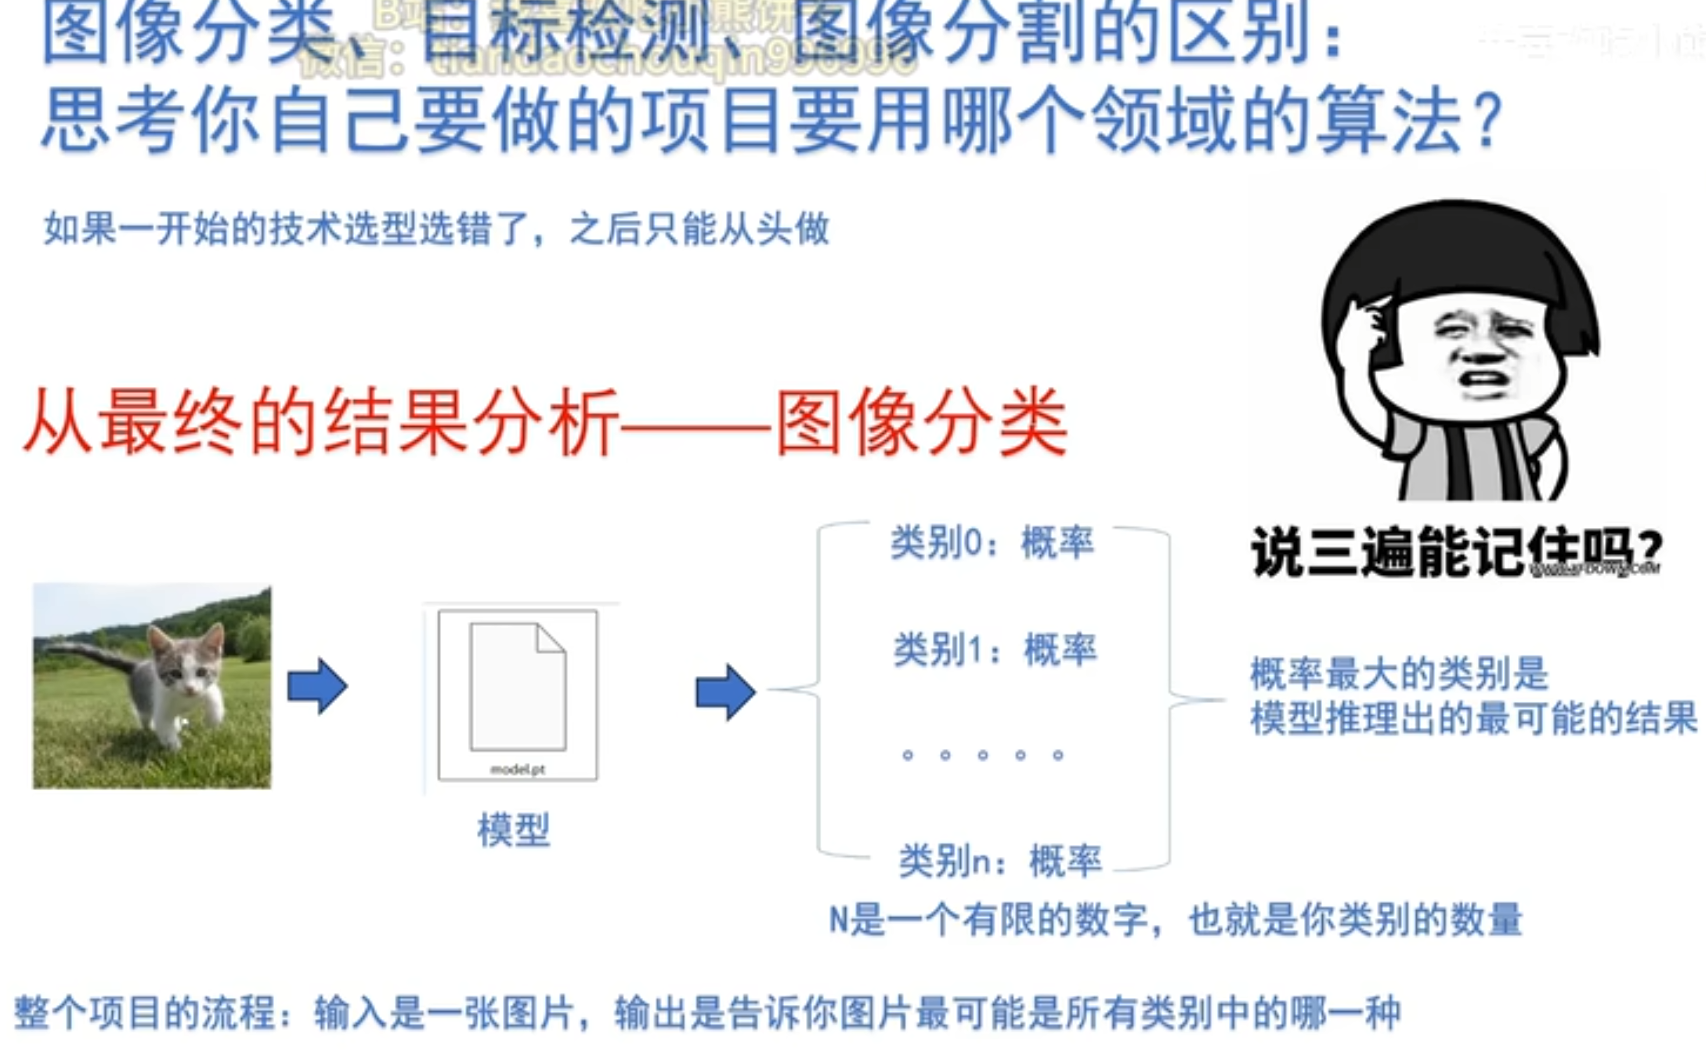 图像分类、目标检测、图像分割的区别：
微信：tiandaochouqin998998
思考你自己要做的项目要用哪个领域的算法？
如果一开始的技术选型选错了，之后只能从头做
从最终的结果分析——图像分类
说三遍能记住吗?
model.pt
模型
类别0：概率
类别1：概率
。。。。。
类别n：概率
概率最大的类别是
模型推理出的最可能的结果
N是一个有限的数字，也就是你类别的数量
整个项目的流程：输入是一张图片，输出是告诉你图片最可能是所有类别中的哪一种